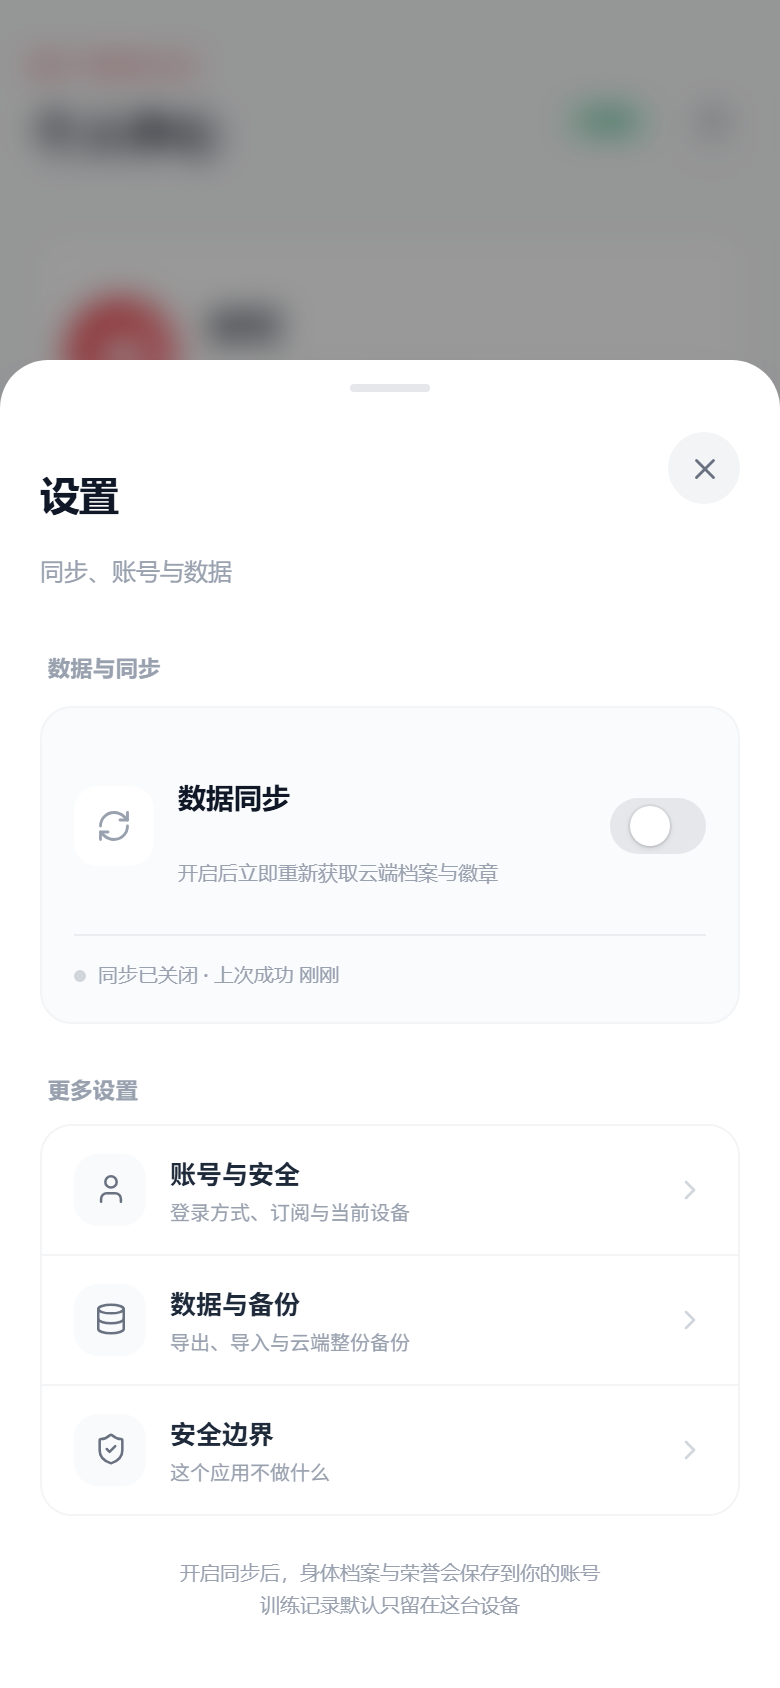 设置
同步、账号与数据
数据与同步
数据同步
开启后立即重新获取云端档案与徽章
同步已关闭 · 上次成功 刚刚
更多设置
账号与安全
登录方式、订阅与当前设备
数据与备份
导出、导入与云端整份备份
安全边界
这个应用不做什么
开启同步后，身体档案与荣誉会保存到你的账号
训练记录默认只留在这台设备